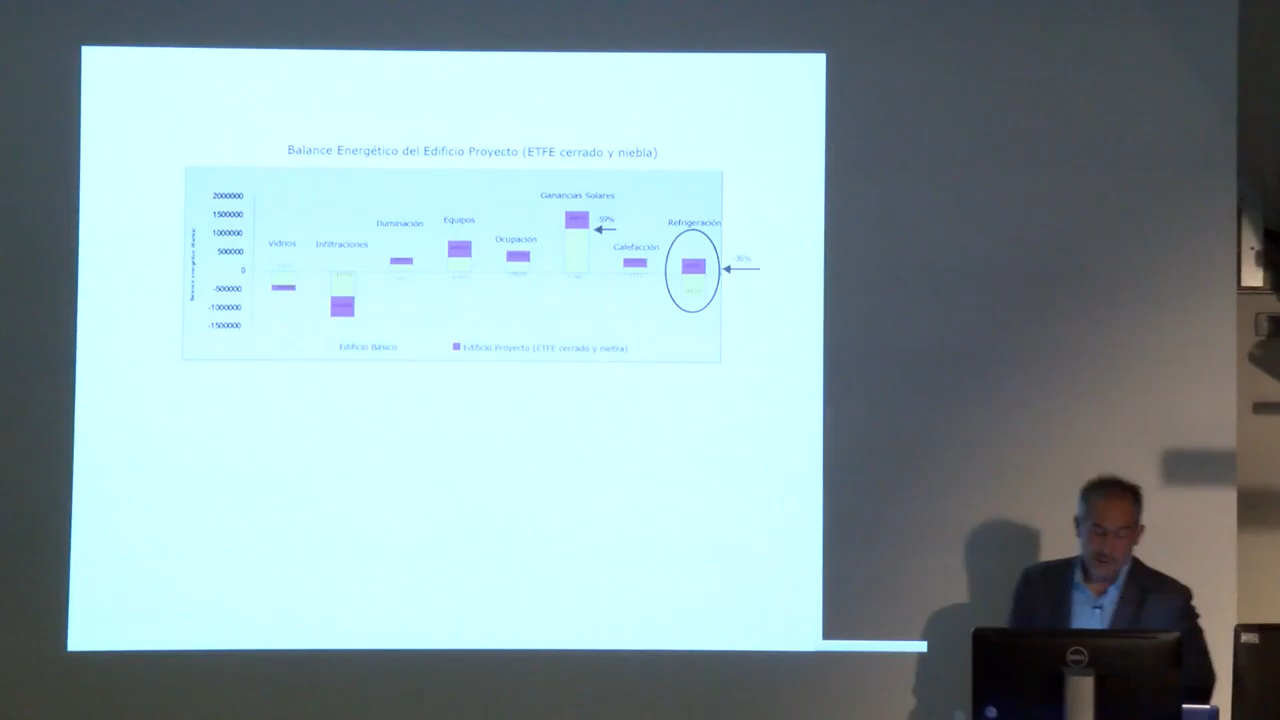 Balance Energético del Edificio Proyecto (ETFE cerrado y niebla)
2000000
1500000
1000000
500000
0
-500000
-1000000
-1500000
Vidrios
Infiltraciones
Iluminación
Equipos
Ocupación
Ganancias Solares
-59%
Calefacción
Refrigeración
-36%
Edificio Básico
Edificio Proyecto (ETFE cerrado y niebla)
DELL